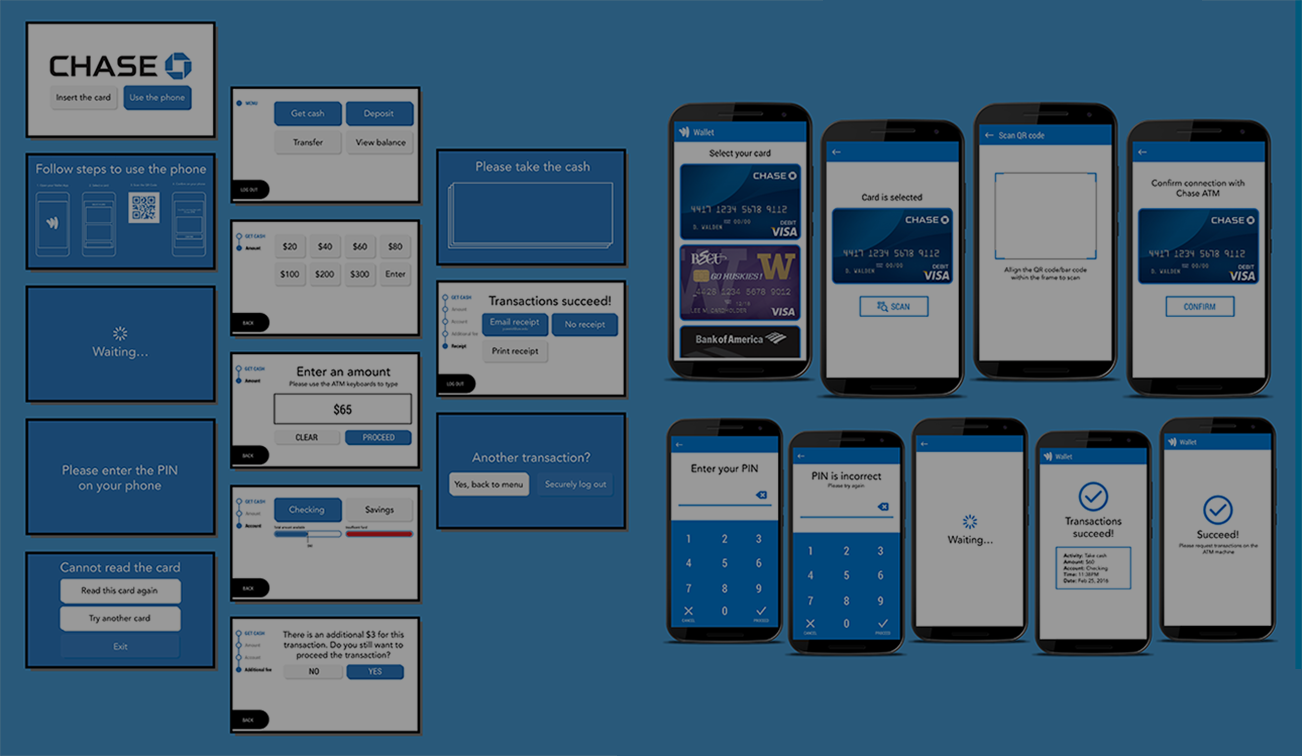 CHASE
Insert the card
Use the phone
Follow steps to use the phone
Waiting...
Please enter the PIN
on your phone
Cannot read the card
Read this card again
Try another card
Exit
MENU
Get cash
Deposit
Transfer
View balance
LOG OUT
GET CASH
Amount
$20
$40
$60
$80
$100
$200
$300
Enter
BACK
GET CASH
Amount
Enter an amount
Please use the ATM keyboards to type
$65
CLEAR
PROCEED
BACK
GET CASH
Amount
Account
Checking
Savings
BACK
GET CASH
Amount
Account
Additional fee
There is an additional $3 for this
transaction. Do you still want to
proceed the transaction?
NO
YES
BACK
Please take the cash
GET CASH
Amount
Account
Additional fee
Receipt
Transactions succeed!
Email receipt
No receipt
Print receipt
LOG OUT
Another transaction?
Yes, back to menu
Securely log out
Wallet
Select your card
CHASE
4417 1234 5678 9112
D. WALDEN
DEBIT
VISA
BECU
W
GO HUSKIES!
4428 1234 5678 9012
LEE M. CARDHOLDER
VISA
Bank of America
Card is selected
CHASE
4417 1234 5678 9112
D. WALDEN
DEBIT
VISA
SCAN
Scan QR code
Allign the QR code/bar code
within the frame to scan
Confirm connection with
Chase ATM
CHASE
4417 1234 5678 9112
D. WALDEN
DEBIT
VISA
CONFIRM
Enter your PIN
1 2 3
4 5 6
7 8 9
0
CANCEL
PROCEED
PIN is incorrect
Please try again
1 2 3
4 5 6
7 8 9
0
CANCEL
PROCEED
Waiting...
Wallet
Transactions
succeed!
Activity: Take cash
Amount: $60
Account: Checking
Time: 11:38PM
Date: Feb 25, 2016
Wallet
Succeed!
Please request transactions on the
ATM machine